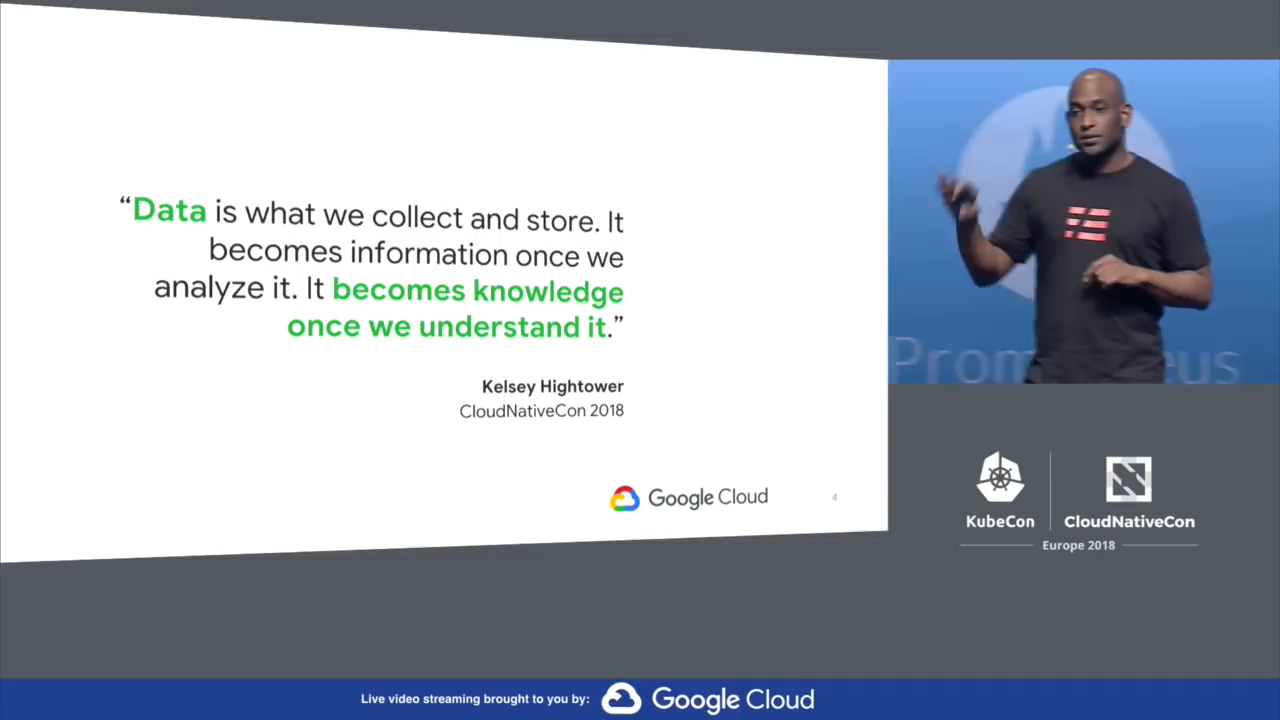 “Data is what we collect and store. It
becomes information once we
analyze it. It becomes knowledge
once we understand it.”
Kelsey Hightower
CloudNativeCon 2018
Google Cloud
4
Prometheus
KubeCon
CloudNativeCon
Europe 2018
Live video streaming brought to you by: Google Cloud